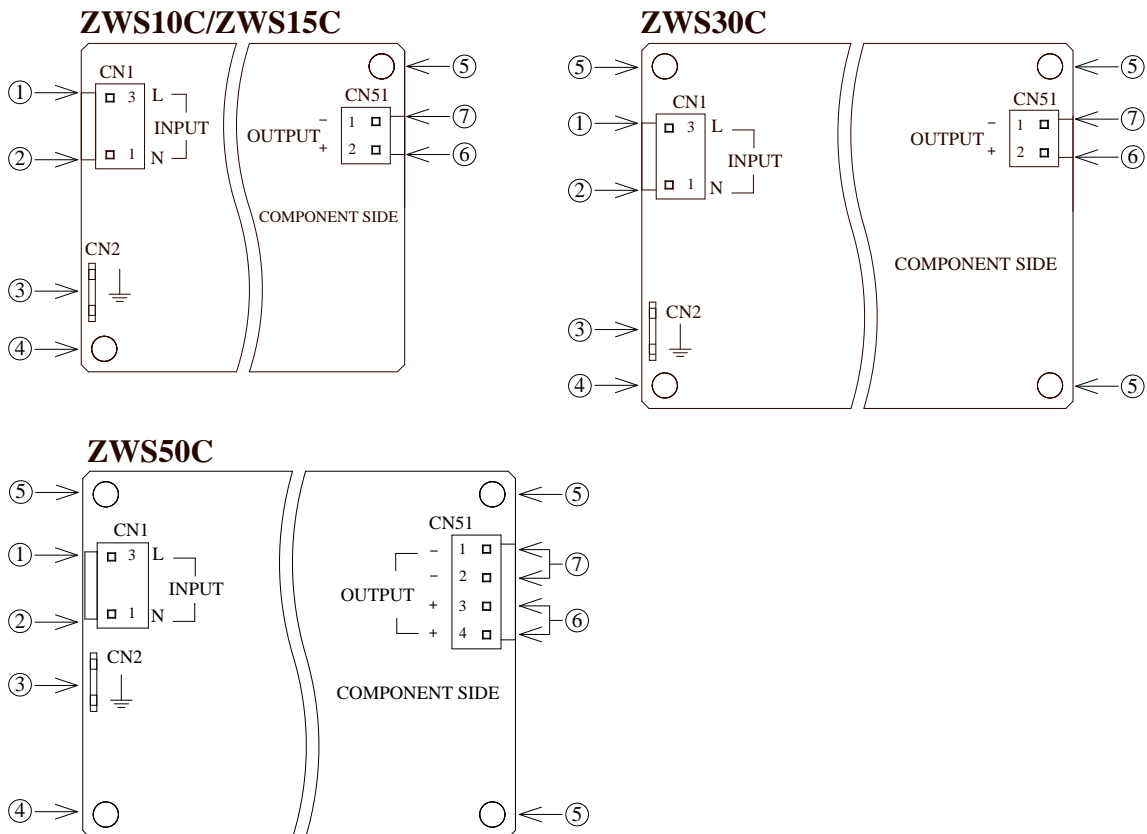 ZWS10C/ZWS15C
CN1
① 3 L
INPUT
② 1 N
CN2
③
④
⑤
CN51
OUTPUT
− 1 ⑦
+ 2 ⑥
COMPONENT SIDE
ZWS30C
⑤
CN1
① 3 L
INPUT
② 1 N
CN2
③
④
⑤
CN51
OUTPUT
− 1 ⑦
+ 2 ⑥
COMPONENT SIDE
⑤
ZWS50C
⑤
CN1
① 3 L
INPUT
② 1 N
CN2
③
④
⑤
CN51
OUTPUT
− 1
− 2
⑦
+ 3
+ 4
⑥
COMPONENT SIDE
⑤